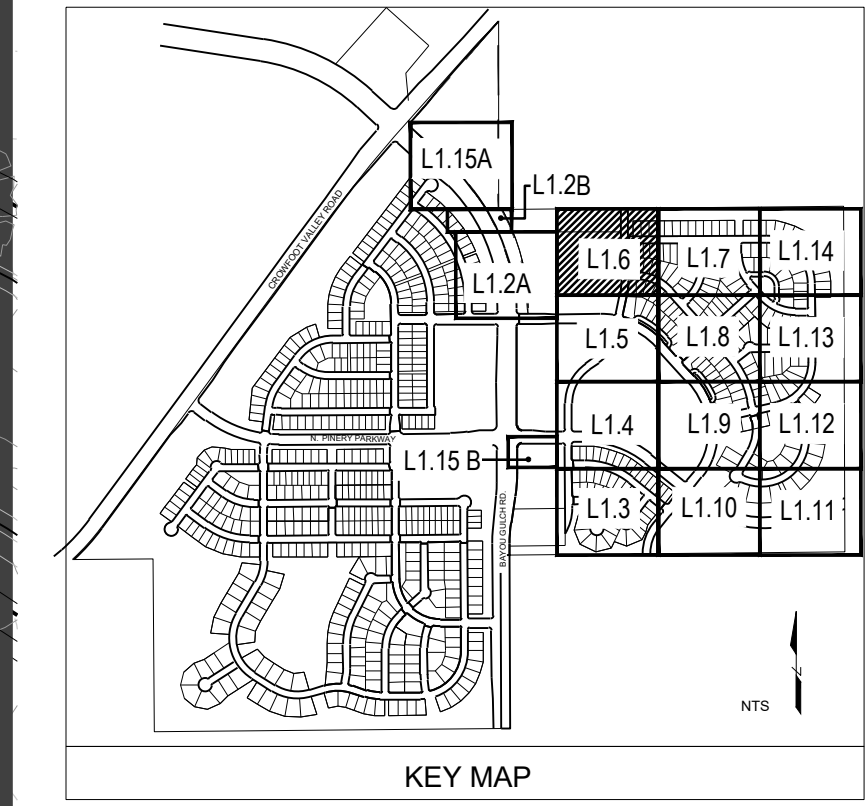 L1.15A
L1.2B
L1.6
L1.7
L1.14
L1.2A
CROWFOOT VALLEY ROAD
L1.5
L1.8
L1.13
L1.4
L1.9
L1.12
N. PINERY PARKWAY
L1.15 B
BAYOU GULCH RD.
L1.3
L1.10
L1.11
NTS
N
KEY MAP